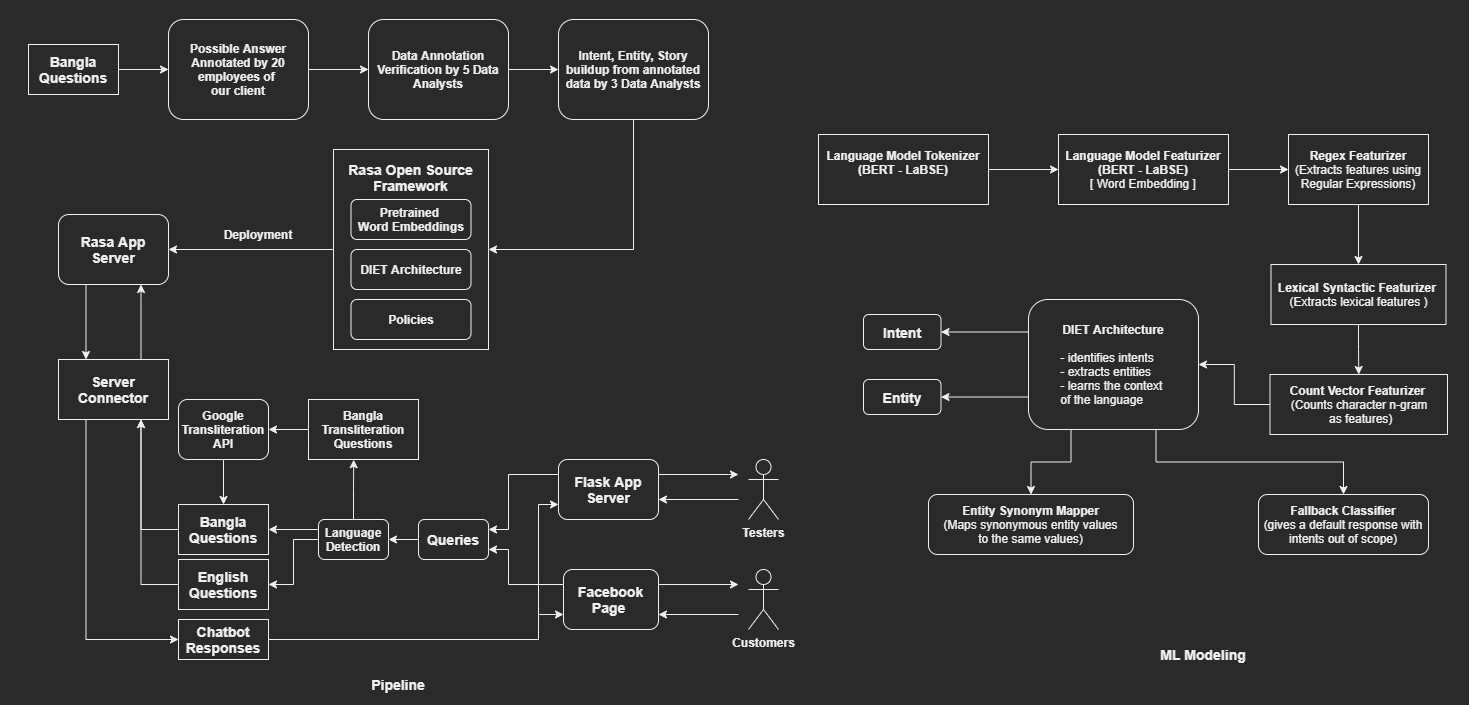 Bangla
Questions
Possible Answer
Annotated by 20
employees of
our client
Data Annotation
Verification by 5 Data
Analysts
Intent, Entity, Story
buildup from annotated
data by 3 Data Analysts
Rasa Open Source
Framework
Pretrained
Word Embeddings
DIET Architecture
Policies
Deployment
Rasa App
Server
Server
Connector
Google
Transliteration
API
Bangla
Transliteration
Questions
Bangla
Questions
English
Questions
Chatbot
Responses
Language
Detection
Queries
Flask App
Server
Facebook
Page
Testers
Customers
Pipeline
Language Model Tokenizer
(BERT - LaBSE)
Language Model Featurizer
(BERT - LaBSE)
[ Word Embedding ]
Regex Featurizer
(Extracts features using
Regular Expressions)
Lexical Syntactic Featurizer
(Extracts lexical features )
Count Vector Featurizer
(Counts character n-gram
as features)
DIET Architecture
- identifies intents
- extracts entities
- learns the context
of the language
Intent
Entity
Entity Synonym Mapper
(Maps synonymous entity values
to the same values)
Fallback Classifier
(gives a default response with
intents out of scope)
ML Modeling